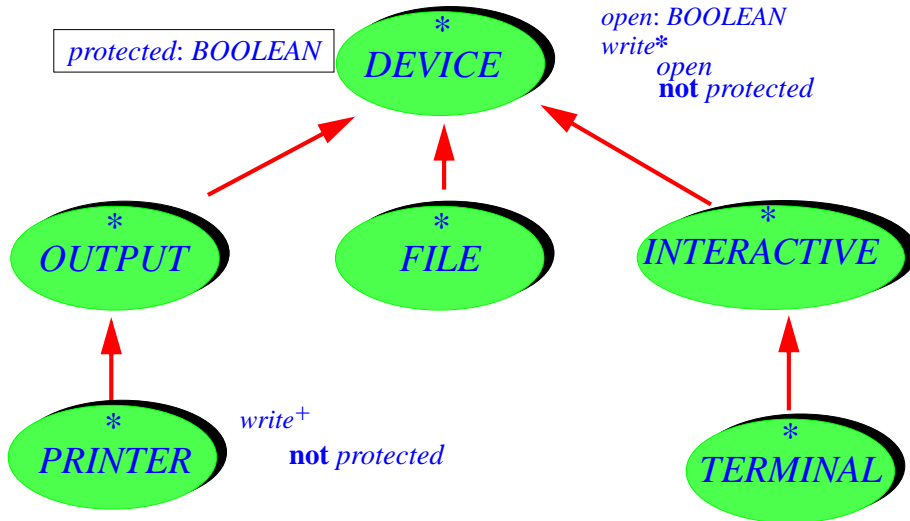 protected: BOOLEAN
*
DEVICE
open: BOOLEAN
write*
open
not protected
*
OUTPUT
*
FILE
*
INTERACTIVE
*
PRINTER
write+
not protected
*
TERMINAL